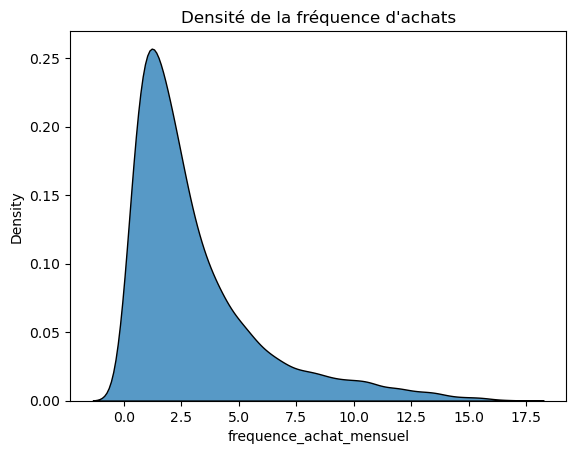 Densité de la fréquence d'achats
0.25
0.20
0.15
0.10
0.05
0.00
Density
0.0 2.5 5.0 7.5 10.0 12.5 15.0 17.5
frequence_achat_mensuel